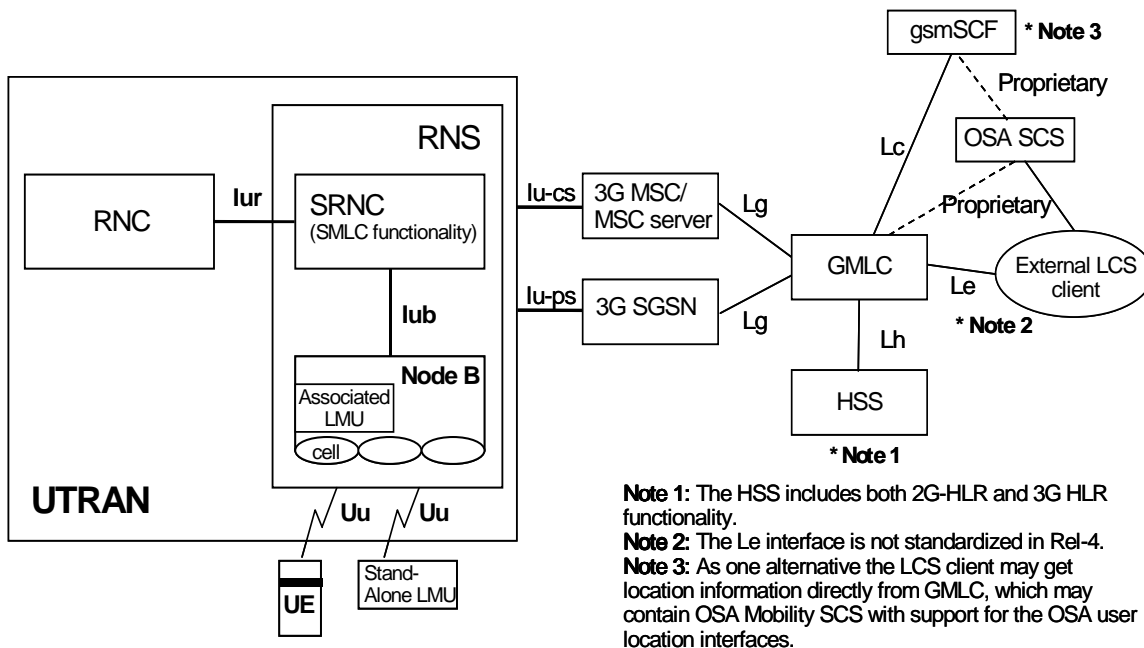 gsmSCF
* Note 3
Proprietary
OSA SCS
RNS
Lc
Iur
Iu-cs
3G MSC/
MSC server
RNC
SRNC
(SMLC functionality)
Lg
Proprietary
GMLC
Le
External LCS
client
Iu-ps
3G SGSN
Lg
* Note 2
Iub
Lh
Node B
Associated
LMU
HSS
cell
* Note 1
UTRAN
Uu
Uu
UE
Stand-
Alone LMU
Note 1: The HSS includes both 2G-HLR and 3G HLR
functionality.
Note 2: The Le interface is not standardized in Rel-4.
Note 3: As one alternative the LCS client may get
location information directly from GMLC, which may
contain OSA Mobility SCS with support for the OSA user
location interfaces.